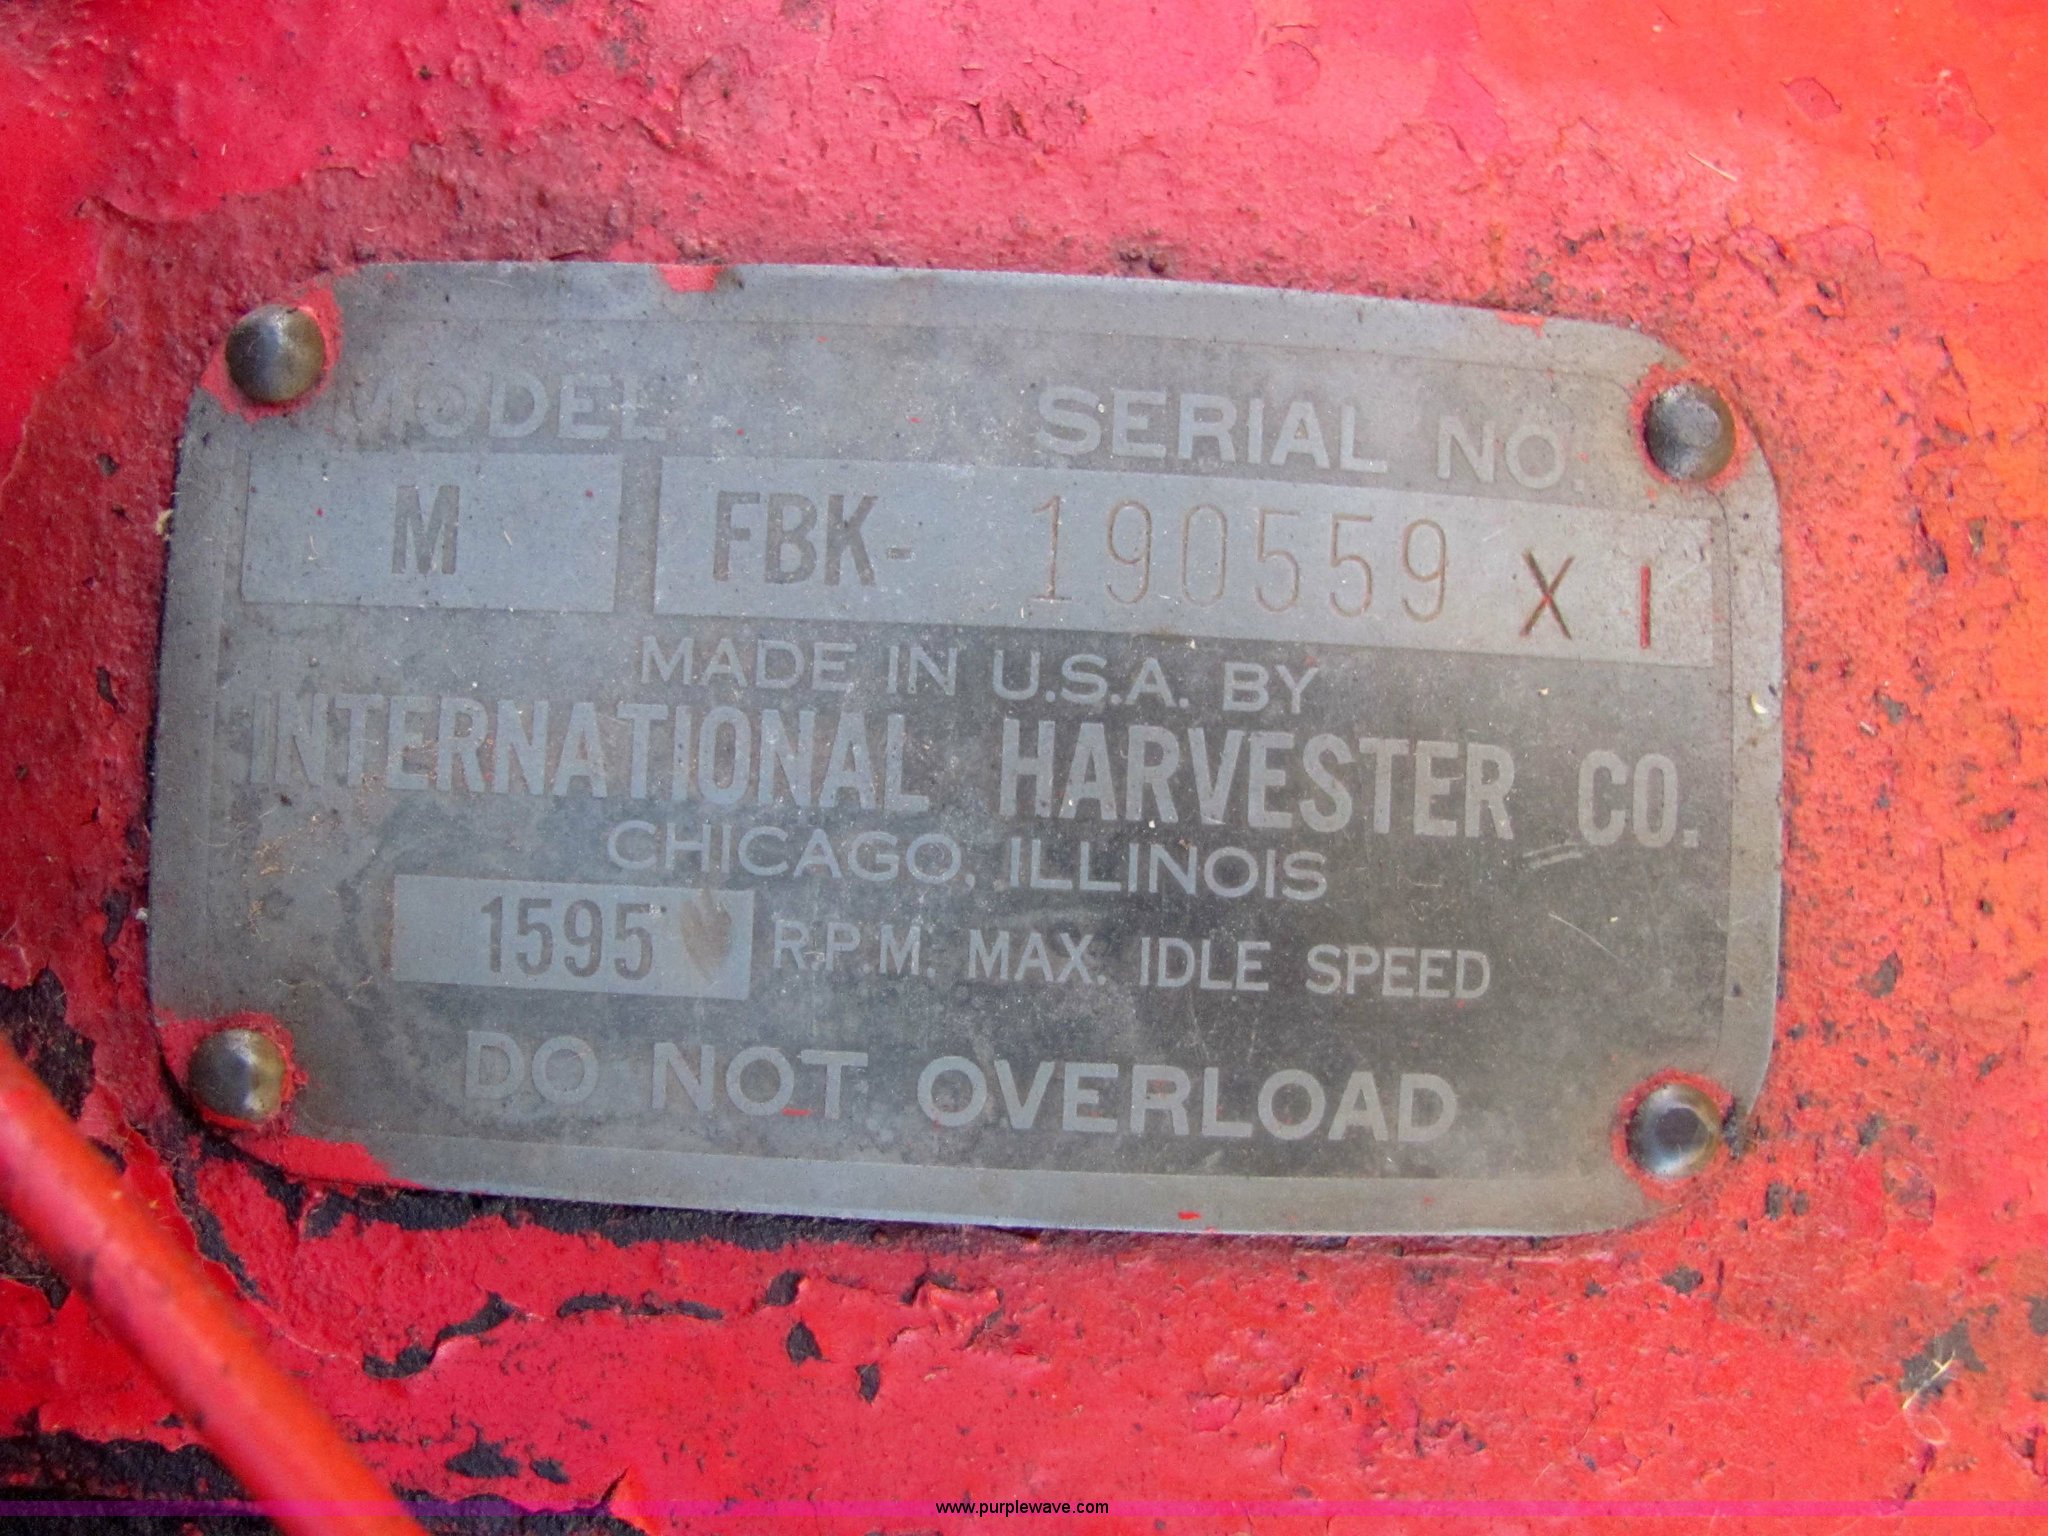 MODEL SERIAL NO.
M FBK- 190559 X 1
MADE IN U.S.A. BY
INTERNATIONAL HARVESTER CO.
CHICAGO, ILLINOIS
1595 R.P.M. MAX. IDLE SPEED
DO NOT OVERLOAD
www.purplewave.com